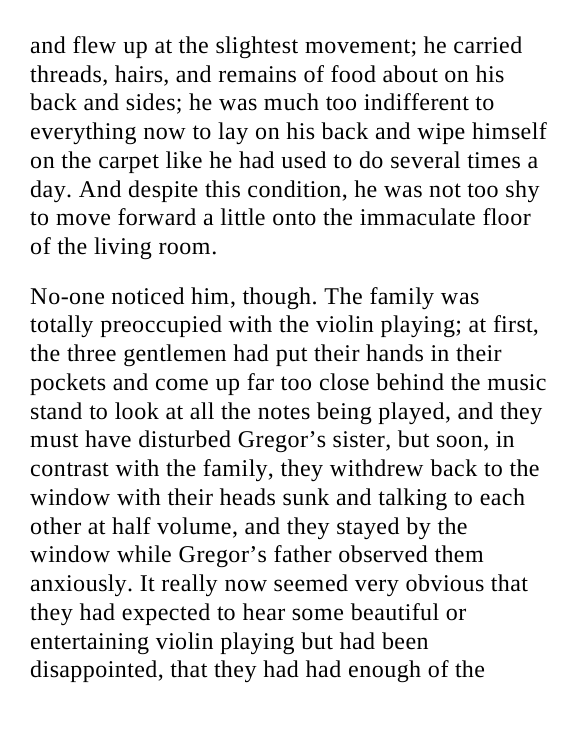 and flew up at the slightest movement; he carried
threads, hairs, and remains of food about on his
back and sides; he was much too indifferent to
everything now to lay on his back and wipe himself
on the carpet like he had used to do several times a
day. And despite this condition, he was not too shy
to move forward a little onto the immaculate floor
of the living room.
No-one noticed him, though. The family was
totally preoccupied with the violin playing; at first,
the three gentlemen had put their hands in their
pockets and come up far too close behind the music
stand to look at all the notes being played, and they
must have disturbed Gregor’s sister, but soon, in
contrast with the family, they withdrew back to the
window with their heads sunk and talking to each
other at half volume, and they stayed by the
window while Gregor’s father observed them
anxiously. It really now seemed very obvious that
they had expected to hear some beautiful or
entertaining violin playing but had been
disappointed, that they had had enough of the